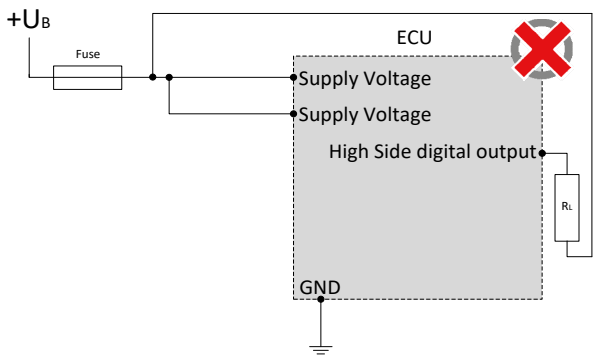 +UB
Fuse
ECU
Supply Voltage
Supply Voltage
High Side digital output
RL
GND